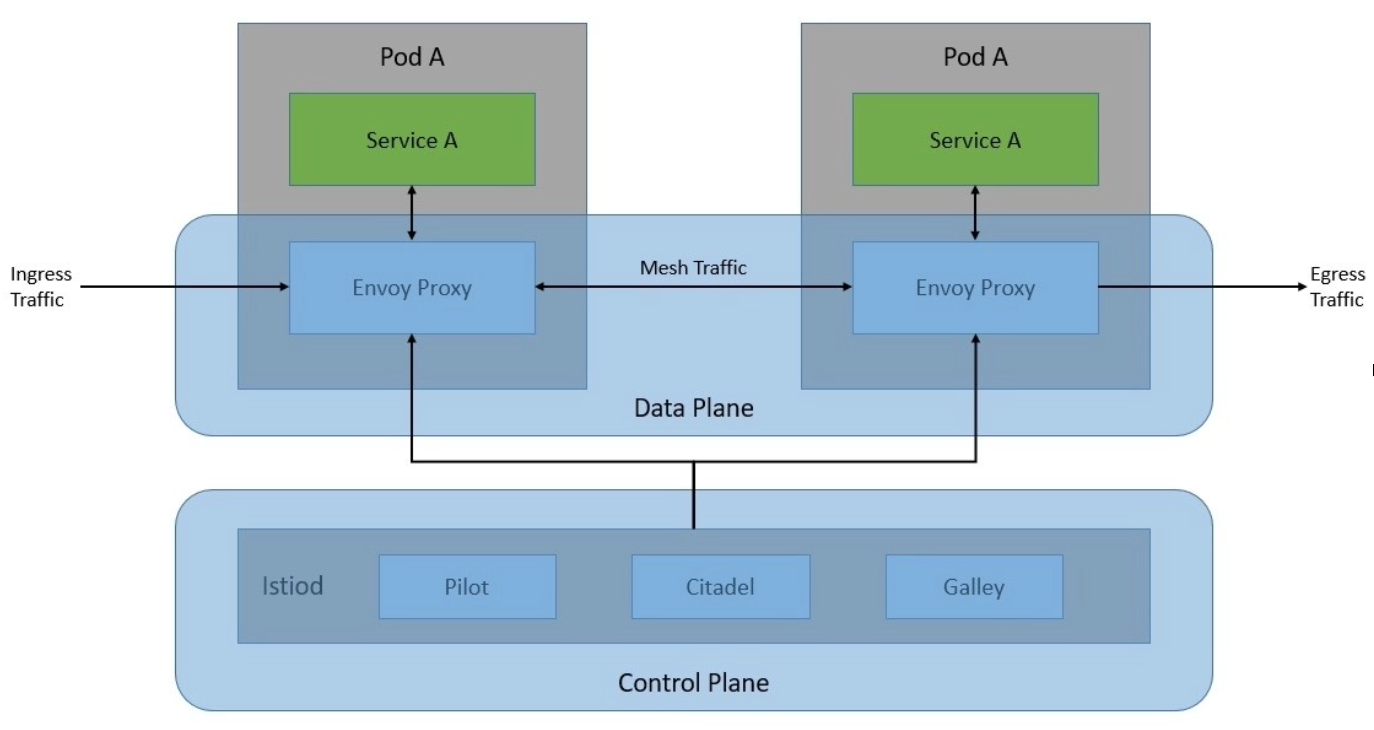 Pod A
Pod A
Service A
Service A
Ingress
Traffic
Envoy Proxy
Mesh Traffic
Envoy Proxy
Egress
Traffic
Data Plane
Istiod
Pilot
Citadel
Galley
Control Plane